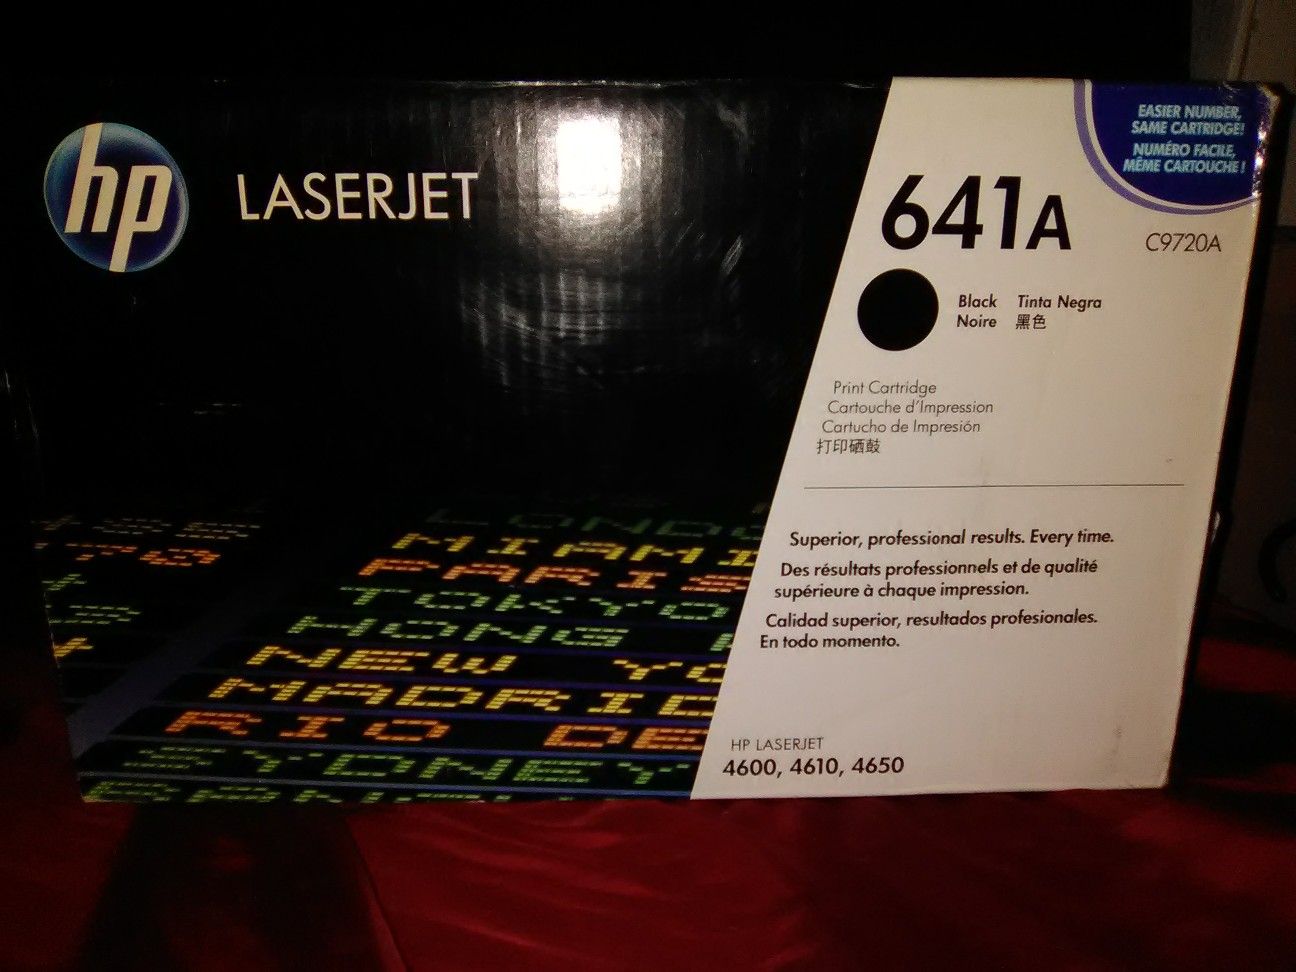 hp
LASERJET
EASIER NUMBER,
SAME CARTRIDGE!
NUMÉRO FACILE,
MÊME CARTOUCHE !
641A
C9720A
Black Tinta Negra
Noire 黑色
Print Cartridge
Cartouche d'Impression
Cartucho de Impresión
打印硒鼓
Superior, professional results. Every time.
Des résultats professionnels et de qualité
supérieure à chaque impression.
Calidad superior, resultados profesionales.
En todo momento.
HP LASERJET
4600, 4610, 4650
MIAMI
PARIS
TOKYO
HONG
NEW YO
MADRID
RIO DE
SYDNEY